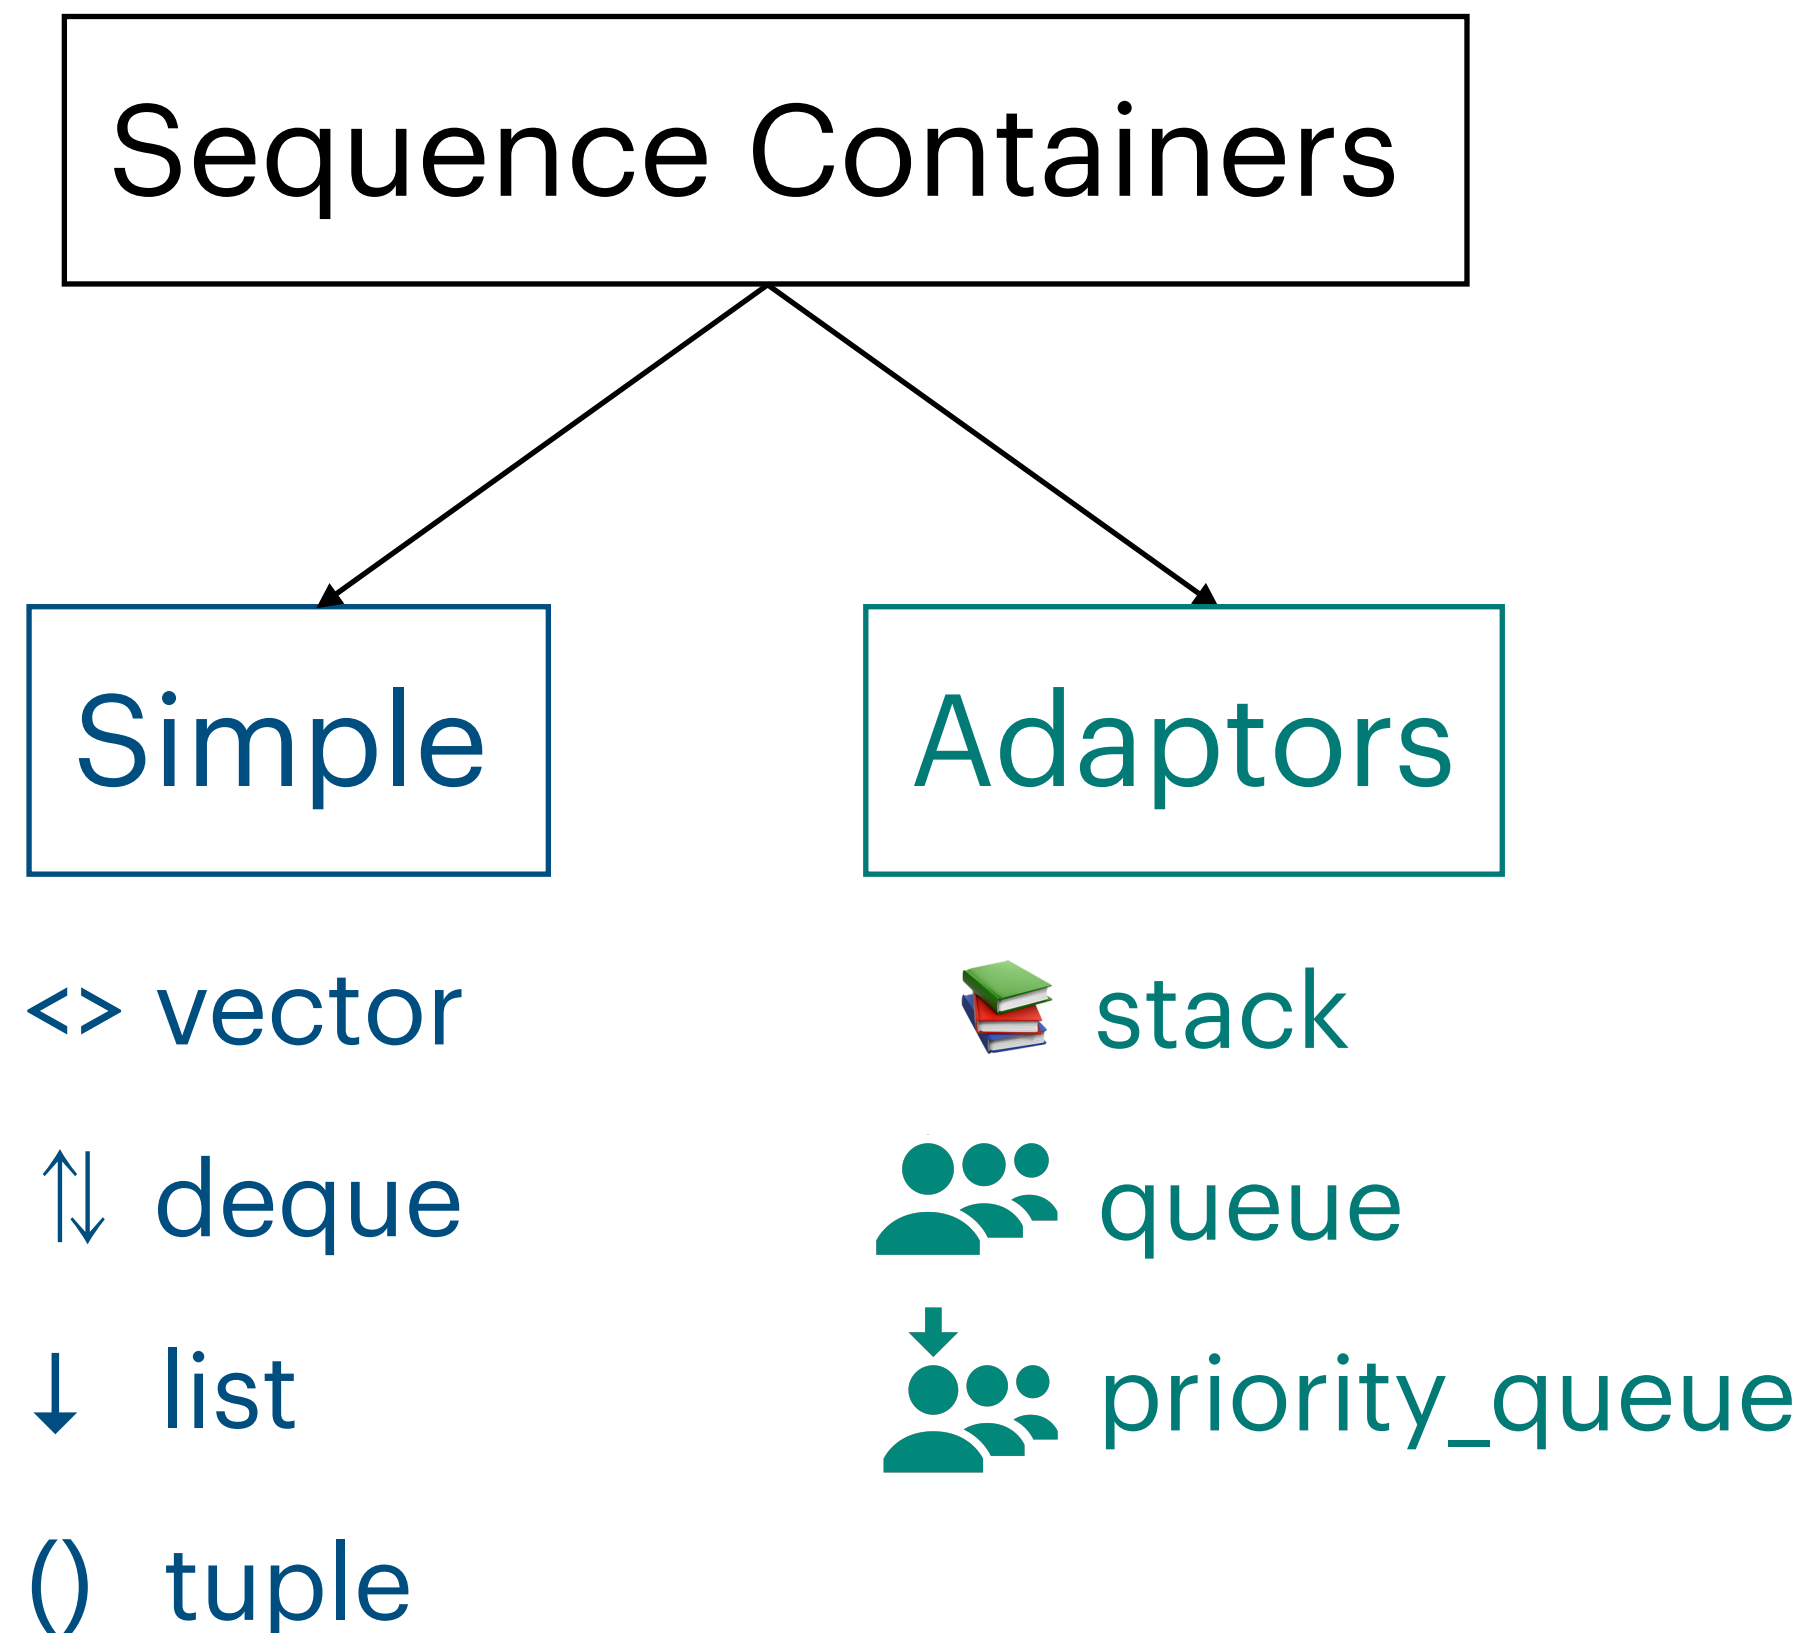 Sequence Containers
Simple
<> vector
⇅ deque
↓ list
() tuple
Adaptors
stack
queue
priority_queue